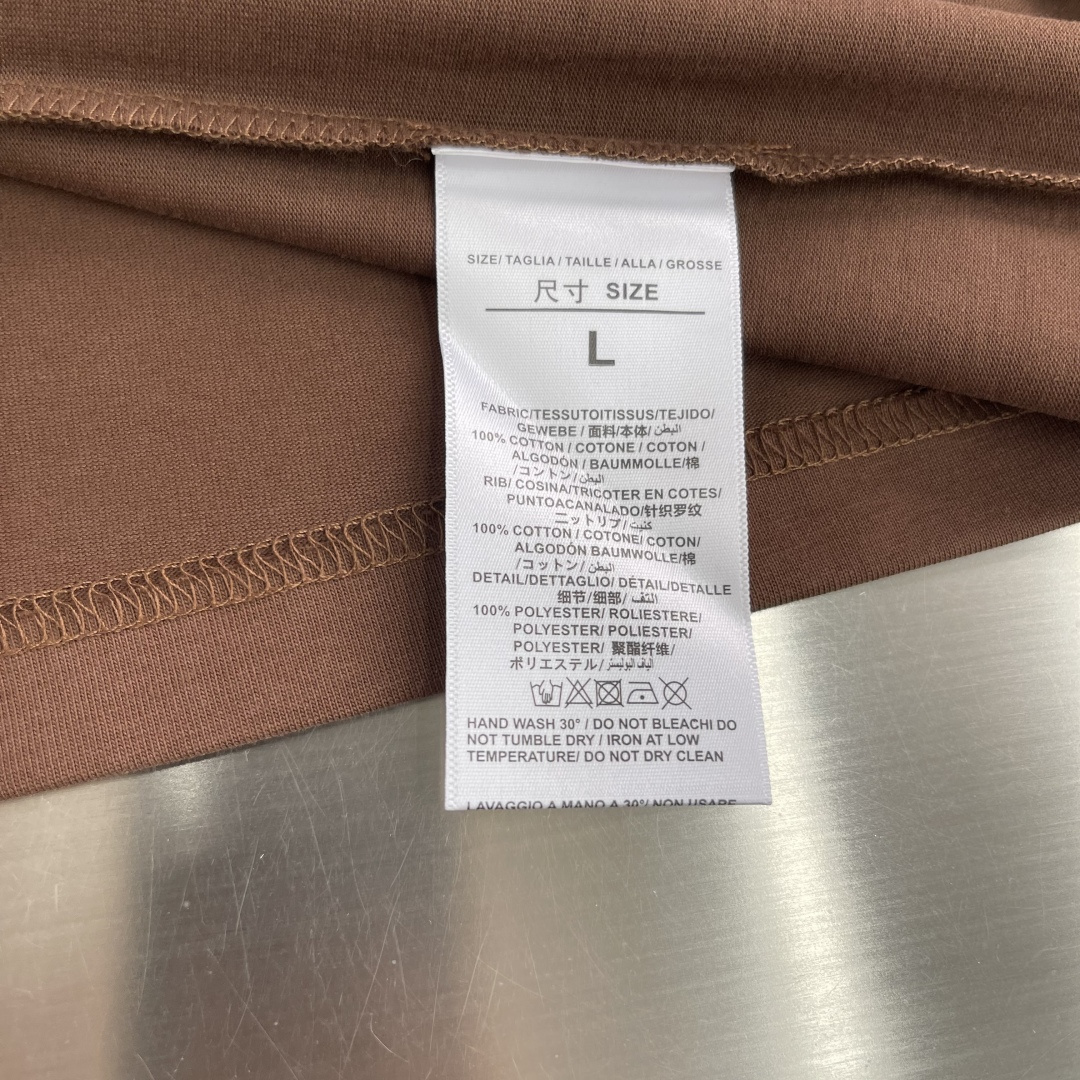 SIZE/ TAGLIA / TAILLE / ALLA / GROSSE
尺寸 SIZE
L
FABRIC/TESSUTOITISSUS/TEJIDO/
GEWEBE / 面料/本体/ البطن
100% COTTON / COTONE / COTON /
ALGODÓN / BAUMMOLLE/棉
/コントン/ البطن
RIB/ COSINA/TRICOTER EN COTES/
PUNTOACANALADO/针织罗纹
ニットリブ/
100% COTTON / COTONE/ COTON/
ALGODÓN BAUMWOLLE/棉
/コットン/ البطن
DETAIL/DETTAGLIO/ DÉTAIL/DETALLE
细节/细部/
100% POLYESTER/ ROLIESTERE/
POLYESTER/ POLIESTER/
POLYESTER/ 聚酯纤维/
ポリエステル/
HAND WASH 30° / DO NOT BLEACHI DO
NOT TUMBLE DRY / IRON AT LOW
TEMPERATURE/ DO NOT DRY CLEAN
LAVAGGIO A MANO A 30°/ NON USARE